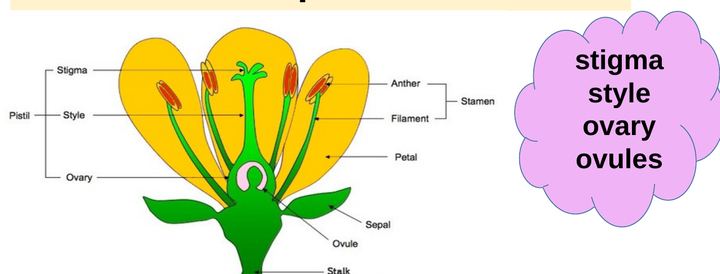 Stigma
Anther
Stamen
Pistil
Style
Filament
Petal
Ovary
Sepal
Ovule
Stalk
stigma
style
ovary
ovules